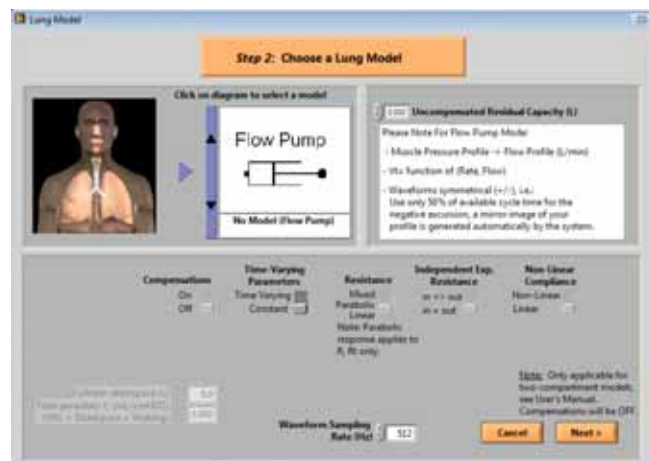 Lung Model
Step 2: Choose a Lung Model
Click on diagram to select a model
Flow Pump
No Model (Flow Pump)
Uncompensated Residual Capacity (L)
Please Note For Flow Pump Mode:
- Muscle Pressure Profile -> Flow Profile (L/min)
- Vt= function of (Rate, Flow)
- Waveforms symmetrical (+/-), i.e.:
Use only 50% of available cycle time for the
negative excursion, a mirror image of your
profile is generated automatically by the system.
Compensations
On
Off
Time-Varying
Parameters
Time Varying
Constant
Resistance
Mixed
Parabolic
Linear
Note: Parabolic
response applies to
R, Rt only.
Independent Exp.
Resistance
in <> out
in = out
Non-Linear
Compliance
Non-Linear
Linear
Note: Only applicable for
two compartment models,
see User's Manual.
Compensations will be OFF.
Waveform Sampling
Rate (Hz)
512
Cancel
Next >